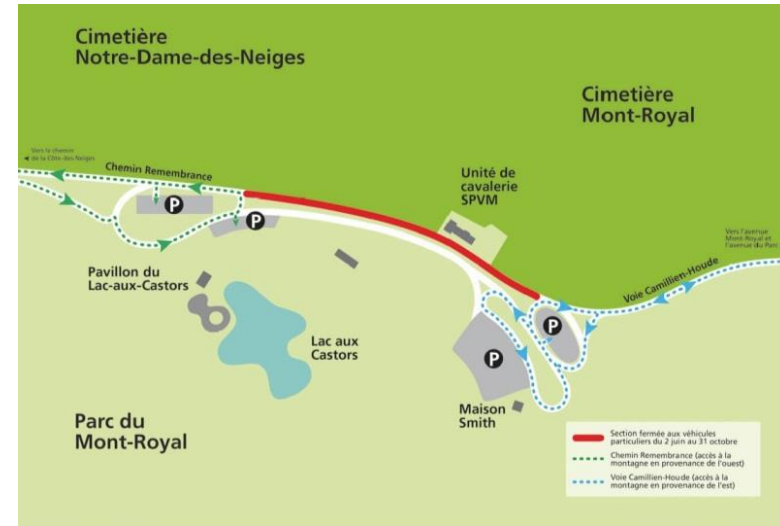 Cimetière
Notre-Dame-des-Neiges
Cimetière
Mont-Royal
Vers le chemin
de la Côte-des-Neiges
Chemin Remembrance
P
P
Unité de
cavalerie
SPVM
Vers l'avenue
Mont-Royal et
l'avenue du Parc
Voie Camillien-Houde
Pavillon du
Lac-aux-Castors
Lac aux
Castors
P
P
Maison
Smith
Parc du
Mont-Royal
Section fermée aux véhicules
particuliers du 2 juin au 31 octobre
Chemin Remembrance (accès à la
montagne en provenance de l'ouest)
Voie Camillien-Houde (accès à la
montagne en provenance de l'est)